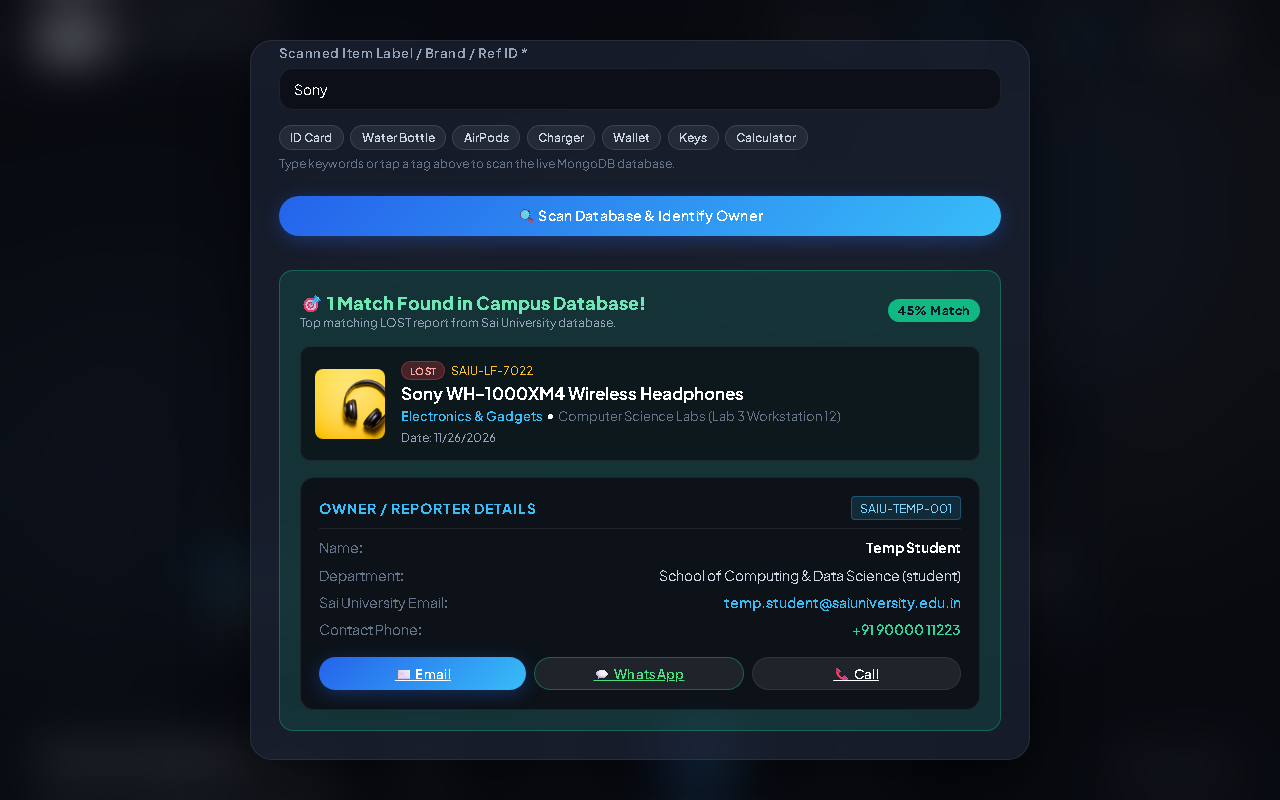 Scanned Item Label / Brand / Ref ID *
Sony
ID Card Water Bottle AirPods Charger Wallet Keys Calculator
Type keywords or tap a tag above to scan the live MongoDB database.
Scan Database & Identify Owner
1 Match Found in Campus Database!
45% Match
Top matching LOST report from Sai University database.
LOST SAIU-LF-7022
Sony WH-1000XM4 Wireless Headphones
Electronics & Gadgets • Computer Science Labs (Lab 3 Workstation 12)
Date: 11/26/2026
OWNER / REPORTER DETAILS SAIU-TEMP-001
Name: Temp Student
Department: School of Computing & Data Science (student)
Sai University Email: temp.student@saiuniversity.edu.in
Contact Phone: +91 90000 11223
Email WhatsApp Call